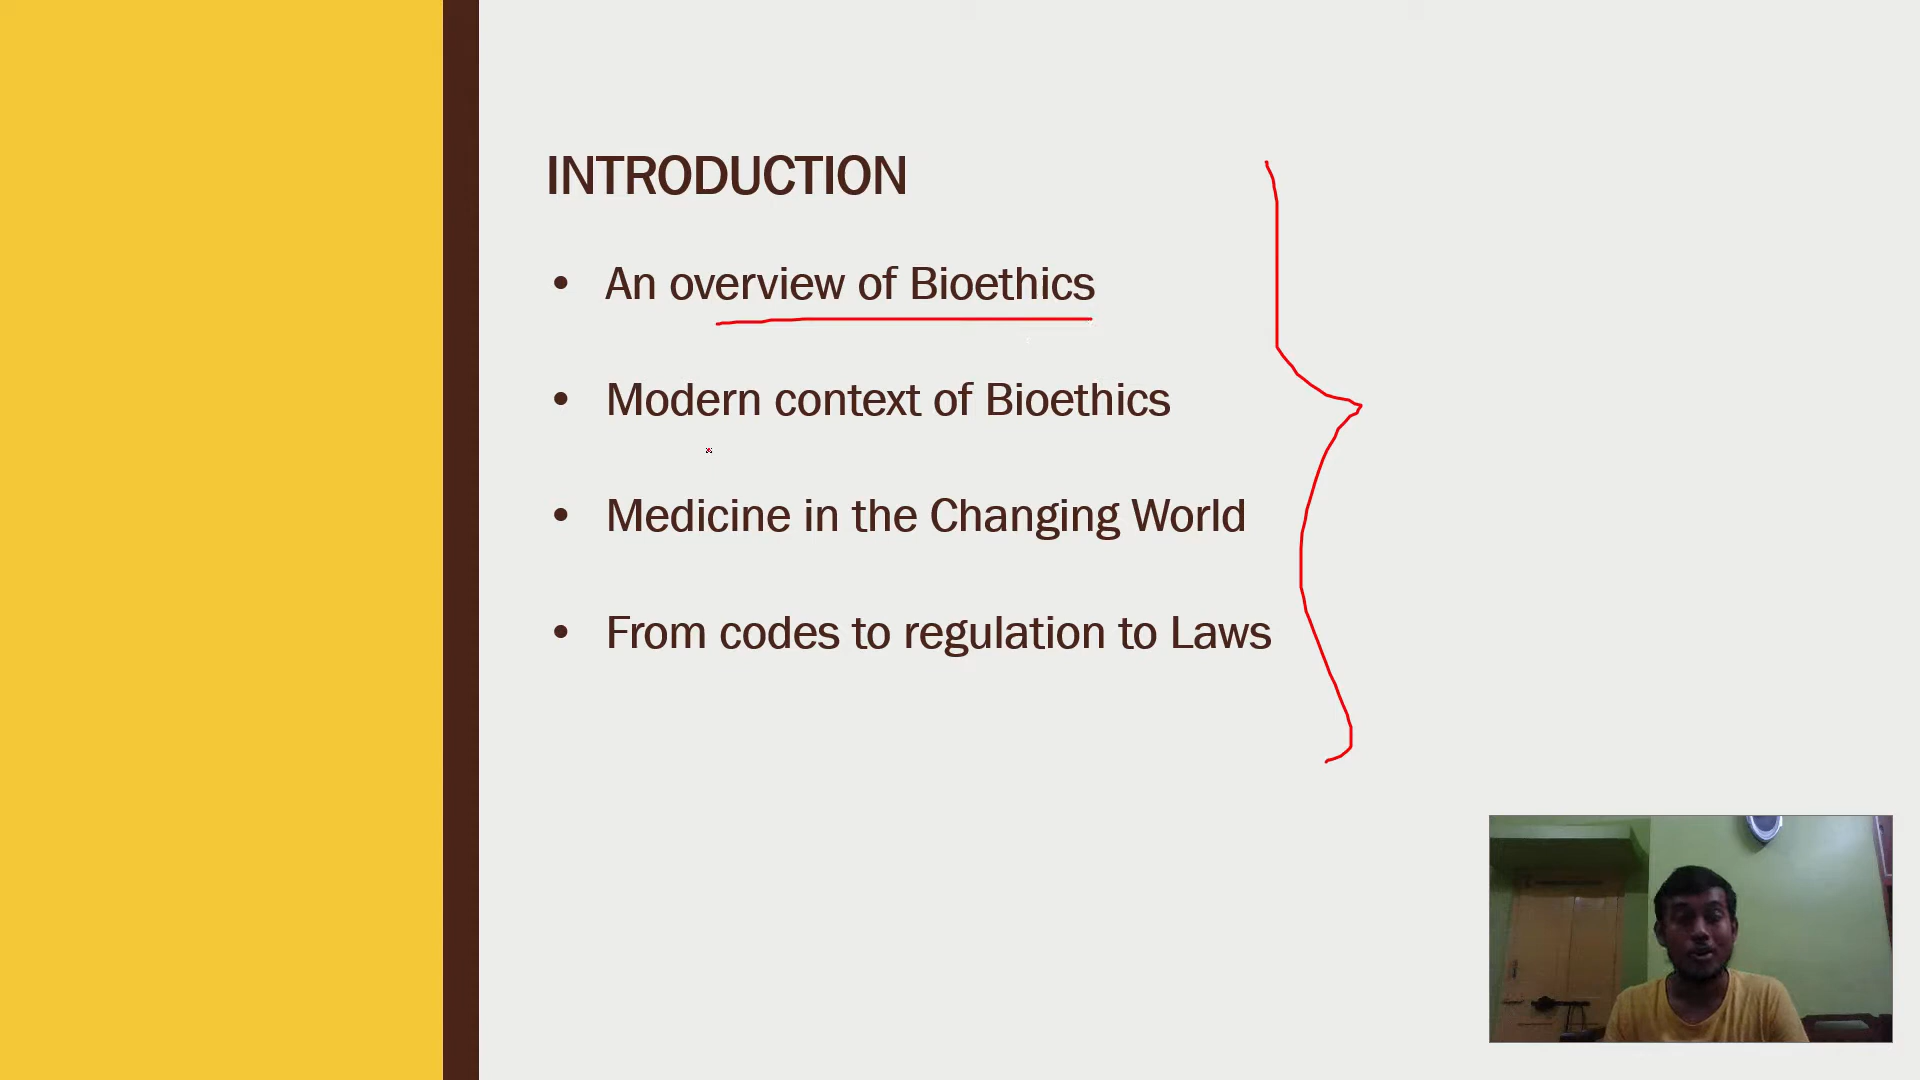 INTRODUCTION
• An overview of Bioethics
• Modern context of Bioethics
• Medicine in the Changing World
• From codes to regulation to Laws